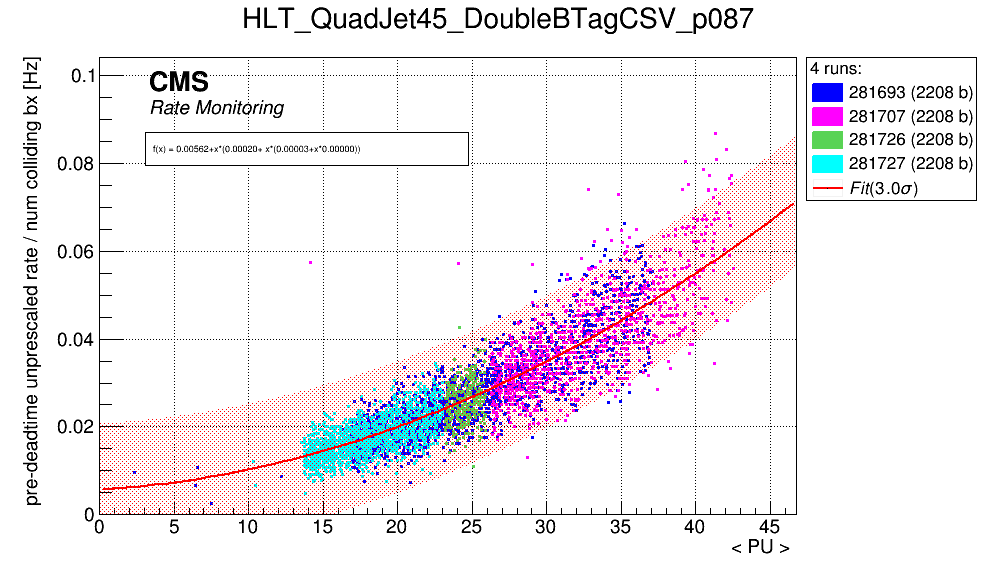 HLT_QuadJet45_DoubleBTagCSV_p087
pre-deadtime unprescaled rate / num colliding bx [Hz]
CMS
Rate Monitoring
f(x) = 0.00562+x*(0.00020+ x*(0.00003+x*0.00000))
0.1
0.08
0.06
0.04
0.02
0
0 5 10 15 20 25 30 35 40 45
< PU >
4 runs:
281693 (2208 b)
281707 (2208 b)
281726 (2208 b)
281727 (2208 b)
Fit(3.0σ)